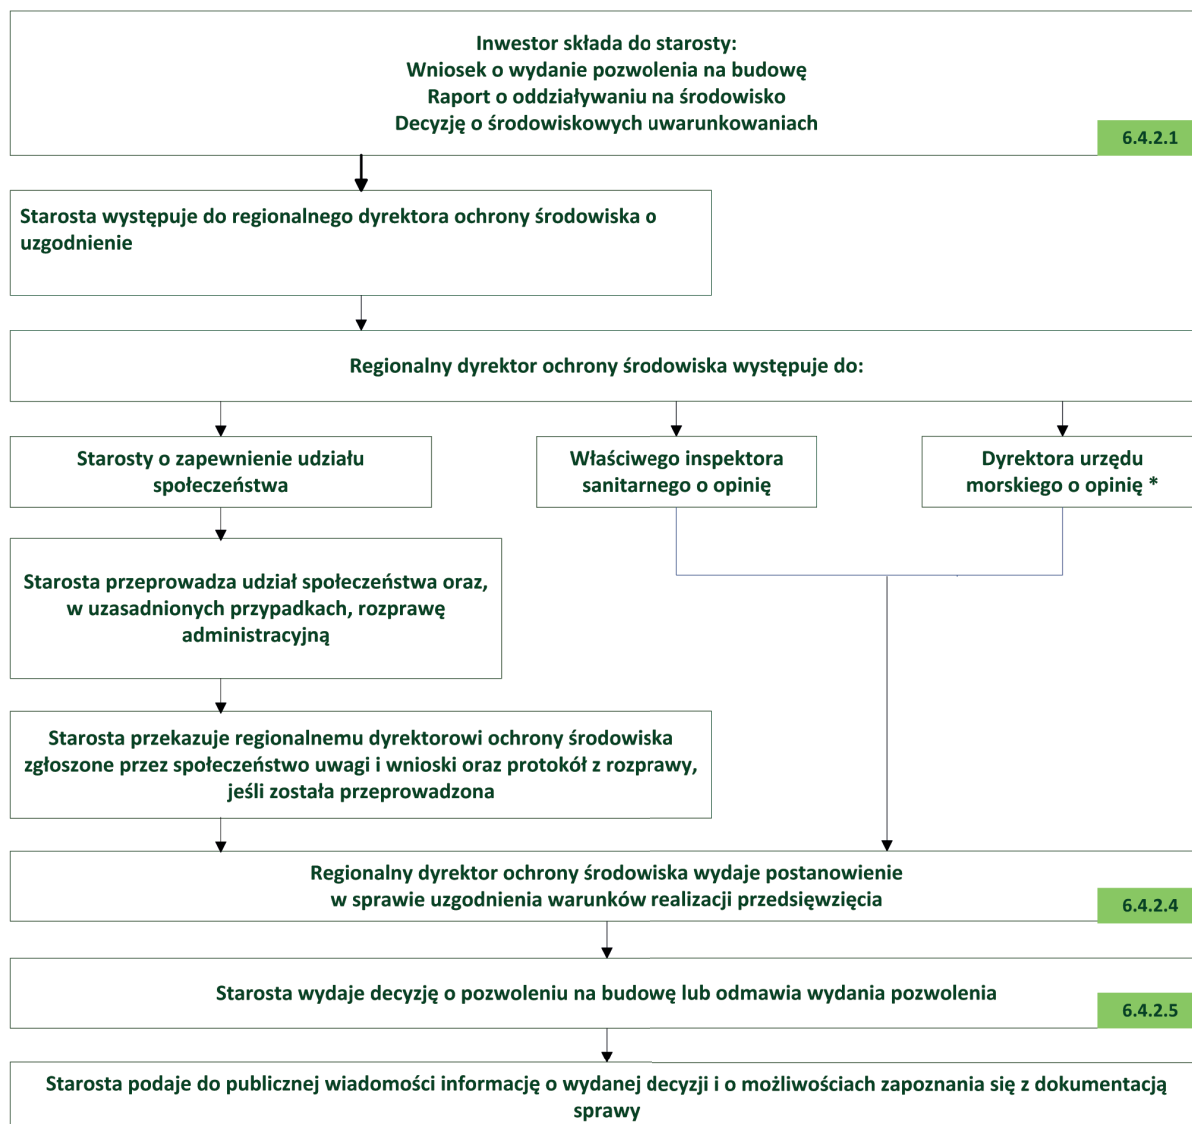 Inwestor składa do starosty:
Wniosek o wydanie pozwolenia na budowę
Raport o oddziaływaniu na środowisko
Decyzję o środowiskowych uwarunkowaniach
6.4.2.1
Starosta występuje do regionalnego dyrektora ochrony środowiska o
uzgodnienie
Regionalny dyrektor ochrony środowiska występuje do:
Starosty o zapewnienie udziału
społeczeństwa
Właściwego inspektora
sanitarnego o opinię
Dyrektora urzędu
morskiego o opinię *
Starosta przeprowadza udział społeczeństwa oraz,
w uzasadnionych przypadkach, rozprawę
administracyjną
Starosta przekazuje regionalnemu dyrektorowi ochrony środowiska
zgłoszone przez społeczeństwo uwagi i wnioski oraz protokół z rozprawy,
jeśli została przeprowadzona
Regionalny dyrektor ochrony środowiska wydaje postanowienie
w sprawie uzgodnienia warunków realizacji przedsięwzięcia
6.4.2.4
Starosta wydaje decyzję o pozwoleniu na budowę lub odmawia wydania pozwolenia
6.4.2.5
Starosta podaje do publicznej wiadomości informację o wydanej decyzji i o możliwościach zapoznania się z dokumentacją
sprawy